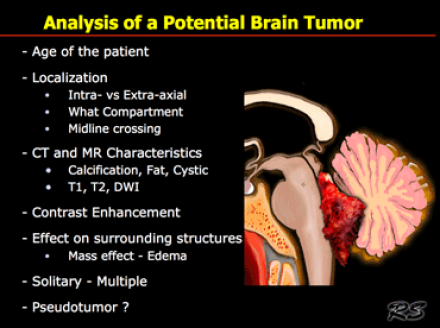 Analysis of a Potential Brain Tumor
- Age of the patient
- Localization
• Intra- vs Extra-axial
• What Compartment
• Midline crossing
- CT and MR Characteristics
• Calcification, Fat, Cystic
• T1, T2, DWI
- Contrast Enhancement
- Effect on surrounding structures
• Mass effect - Edema
- Solitary - Multiple
- Pseudotumor ?
RS